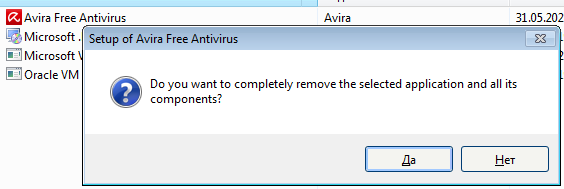 Avira Free Antivirus Avira 31.05.202
Microsoft .
Setup of Avira Free Antivirus
Microsoft V
Oracle VM
Do you want to completely remove the selected application and all its
components?
Да Нет